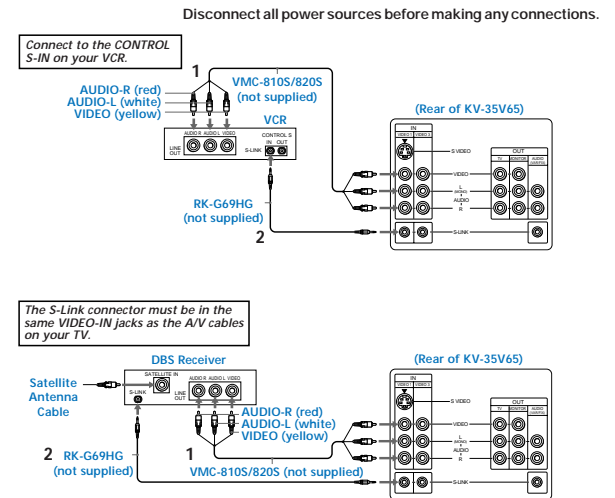 Disconnect all power sources before making any connections.
Connect to the CONTROL
S-IN on your VCR.
1
AUDIO-R (red)
AUDIO-L (white)
VIDEO (yellow)
VMC-810S/820S
(not supplied)
VCR
AUDIO R AUDIO L VIDEO
LINE
OUT
CONTROL S
IN OUT
S-LINK
RK-G69HG
(not supplied)
2
(Rear of KV-35V65)
IN
VIDEO 1 VIDEO 2
S VIDEO
VIDEO
L
(MONO)
AUDIO
R
S-LINK
OUT
TV MONITOR AUDIO
(VAR/FIX)
The S-Link connector must be in the
same VIDEO-IN jacks as the A/V cables
on your TV.
DBS Receiver
Satellite
Antenna
Cable
SATELLITE IN
S-LINK
AUDIO R AUDIO L VIDEO
LINE
OUT
AUDIO-R (red)
AUDIO-L (white)
VIDEO (yellow)
2 RK-G69HG
(not supplied)
1
VMC-810S/820S (not supplied)
(Rear of KV-35V65)
IN
VIDEO 1 VIDEO 2
S VIDEO
VIDEO
L
(MONO)
AUDIO
R
S-LINK
OUT
TV MONITOR AUDIO
(VAR/FIX)